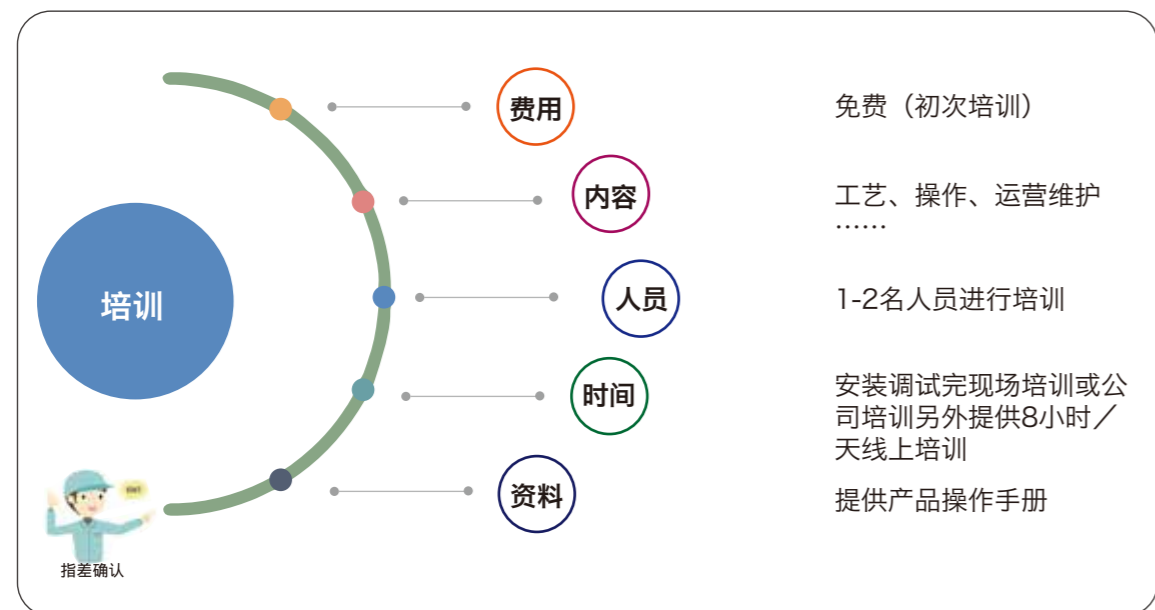 费用
免费（初次培训）
内容
工艺、操作、运营维护
……
培训
人员
1-2名人员进行培训
时间
安装调试完现场培训或公
司培训另外提供8小时／
天线上培训
资料
提供产品操作手册
指差确认